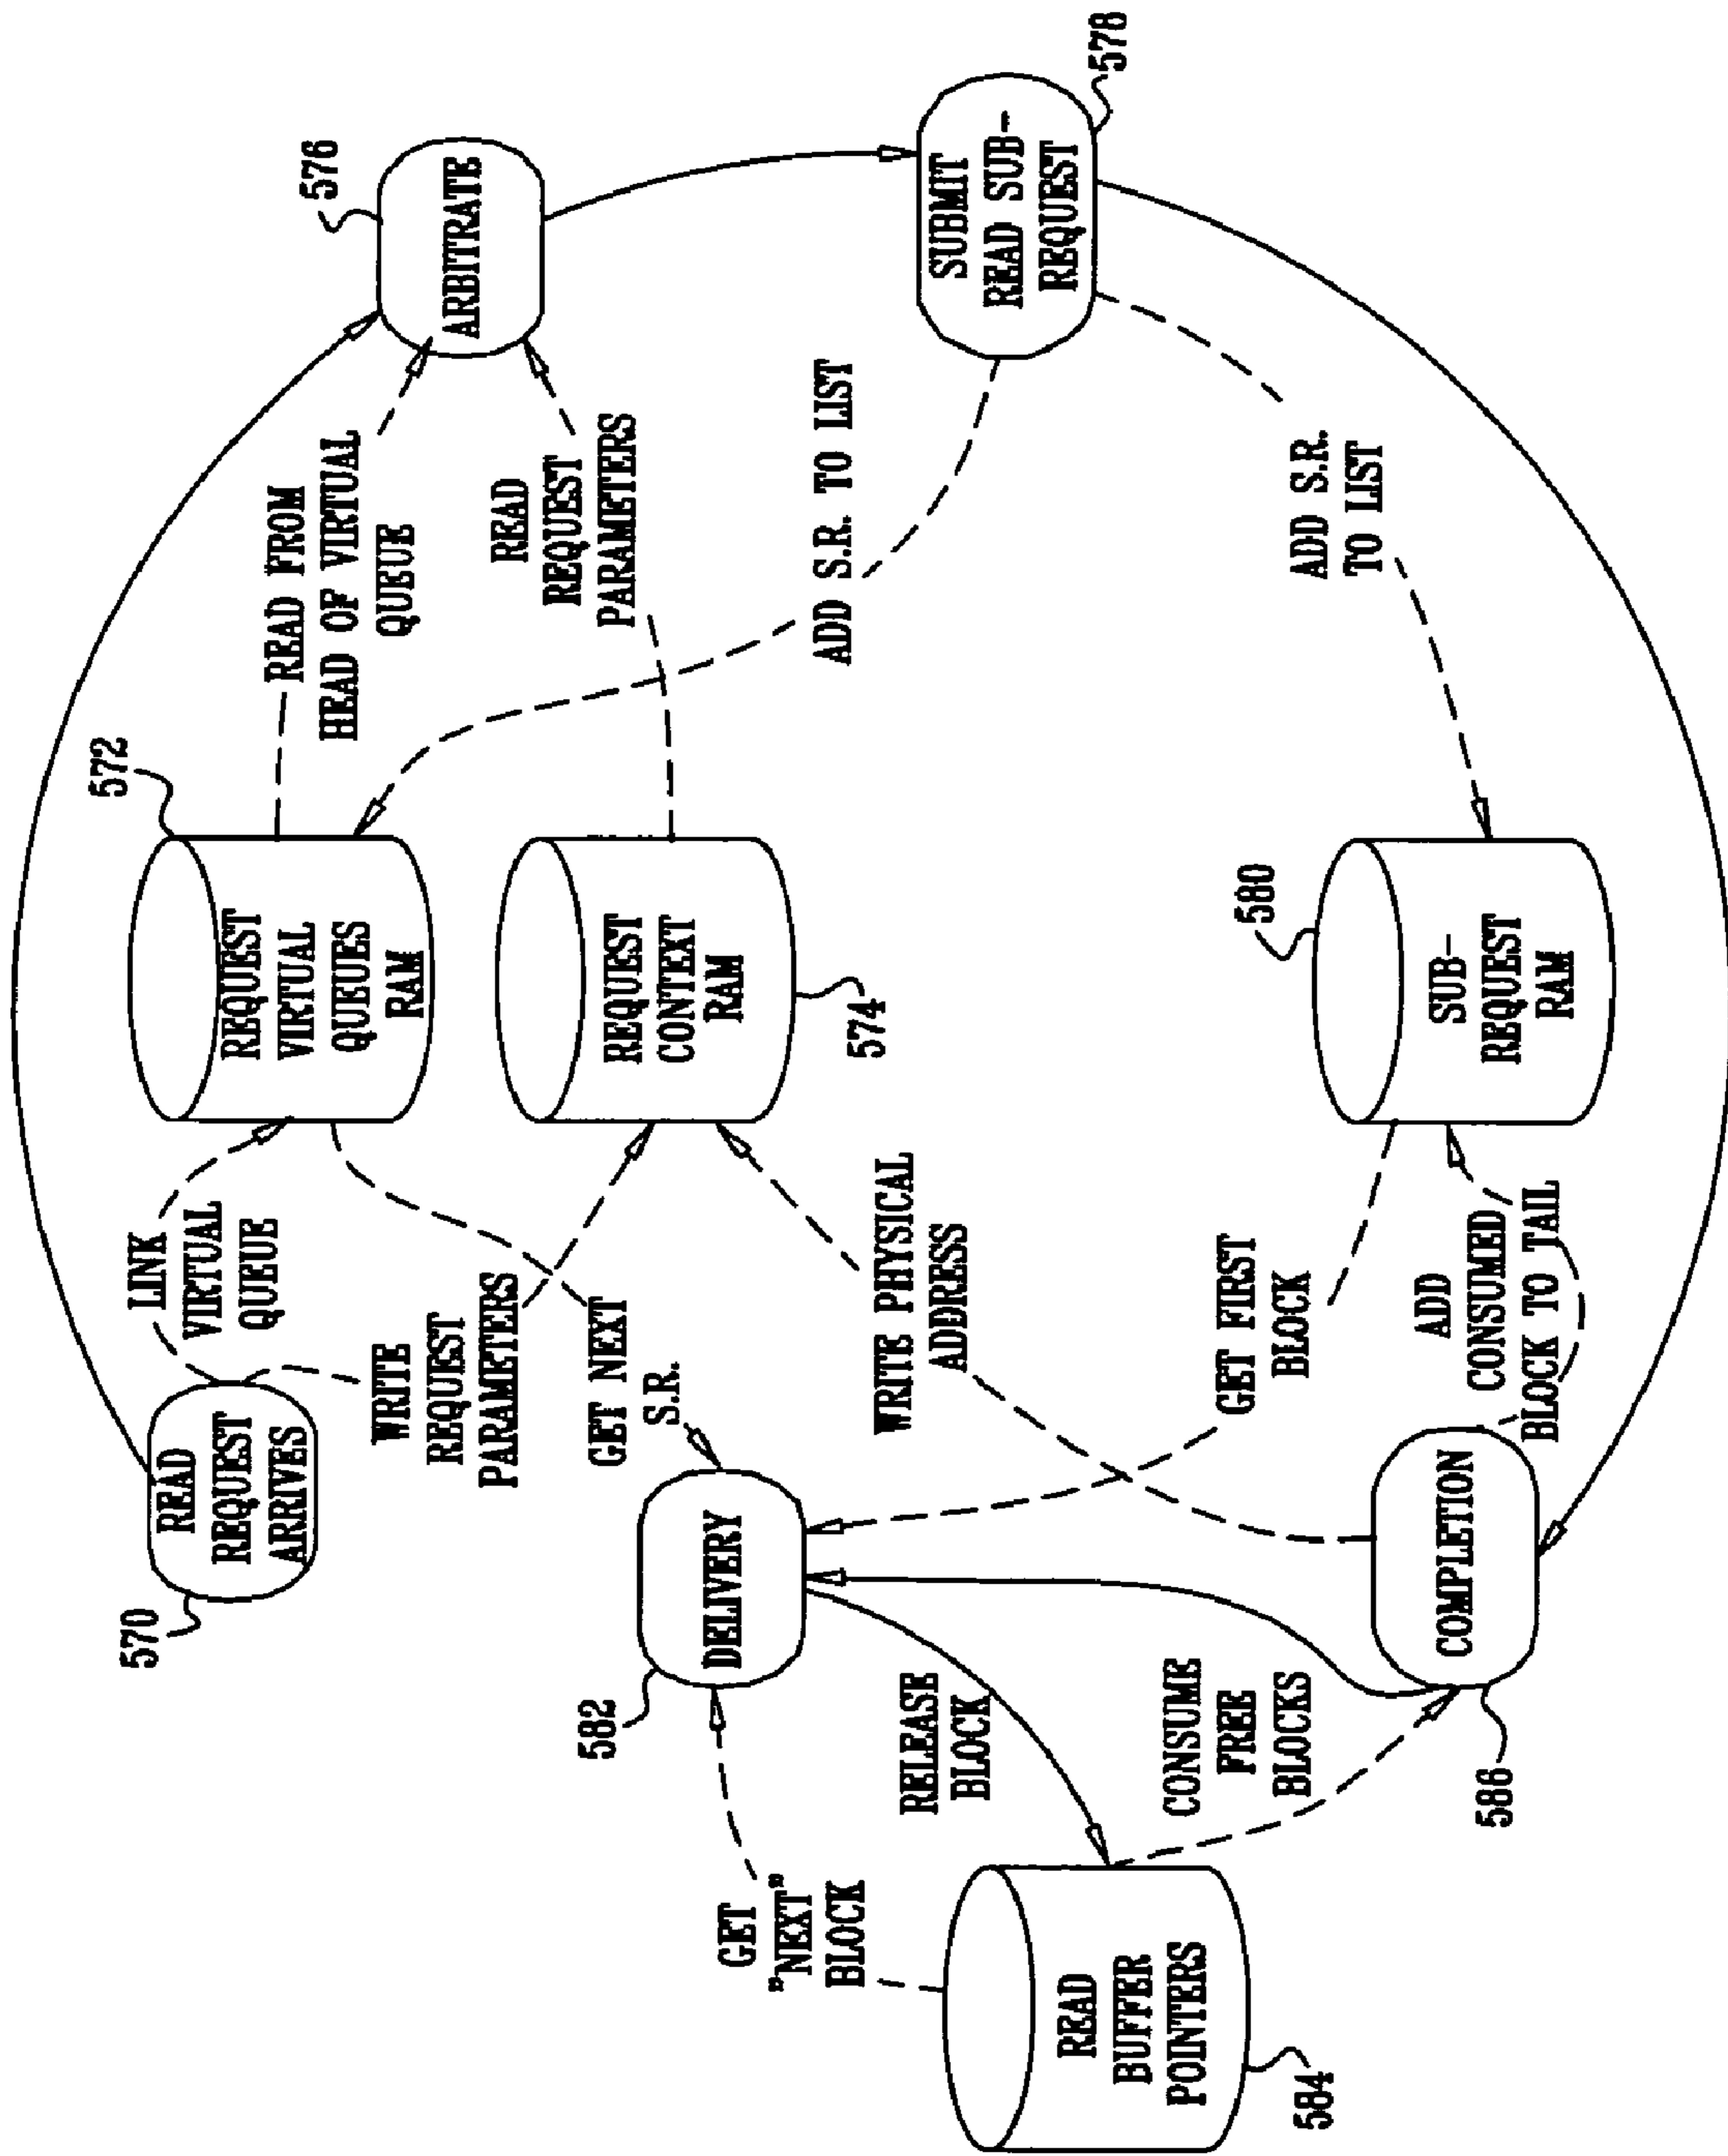 570
READ
REQUEST
ARRIVES
LINK
VIRTUAL
QUEUE
572
REQUEST
VIRTUAL
QUEUES
RAM
READ FROM
HEAD OF VIRTUAL
QUEUE
576
ARBITRATE
WRITE
REQUEST
PARAMETERS
REQUEST
CONTEXT
RAM
574
READ
REQUEST
PARAMETERS
GET NEXT
S.R.
582
DELIVERY
GET
"NEXT"
BLOCK
ADD S.R. TO LIST
WRITE PHYSICAL
ADDRESS
RELEASE
BLOCK
SUBMIT
READ SUB-
REQUEST
578
READ
BUFFER
POINTERS
584
CONSUME
FREE
BLOCKS
GET FIRST
BLOCK
580
SUB-
REQUEST
RAM
ADD S.R.
TO LIST
ADD
CONSUMED
BLOCK TO TAIL
COMPLETION
586